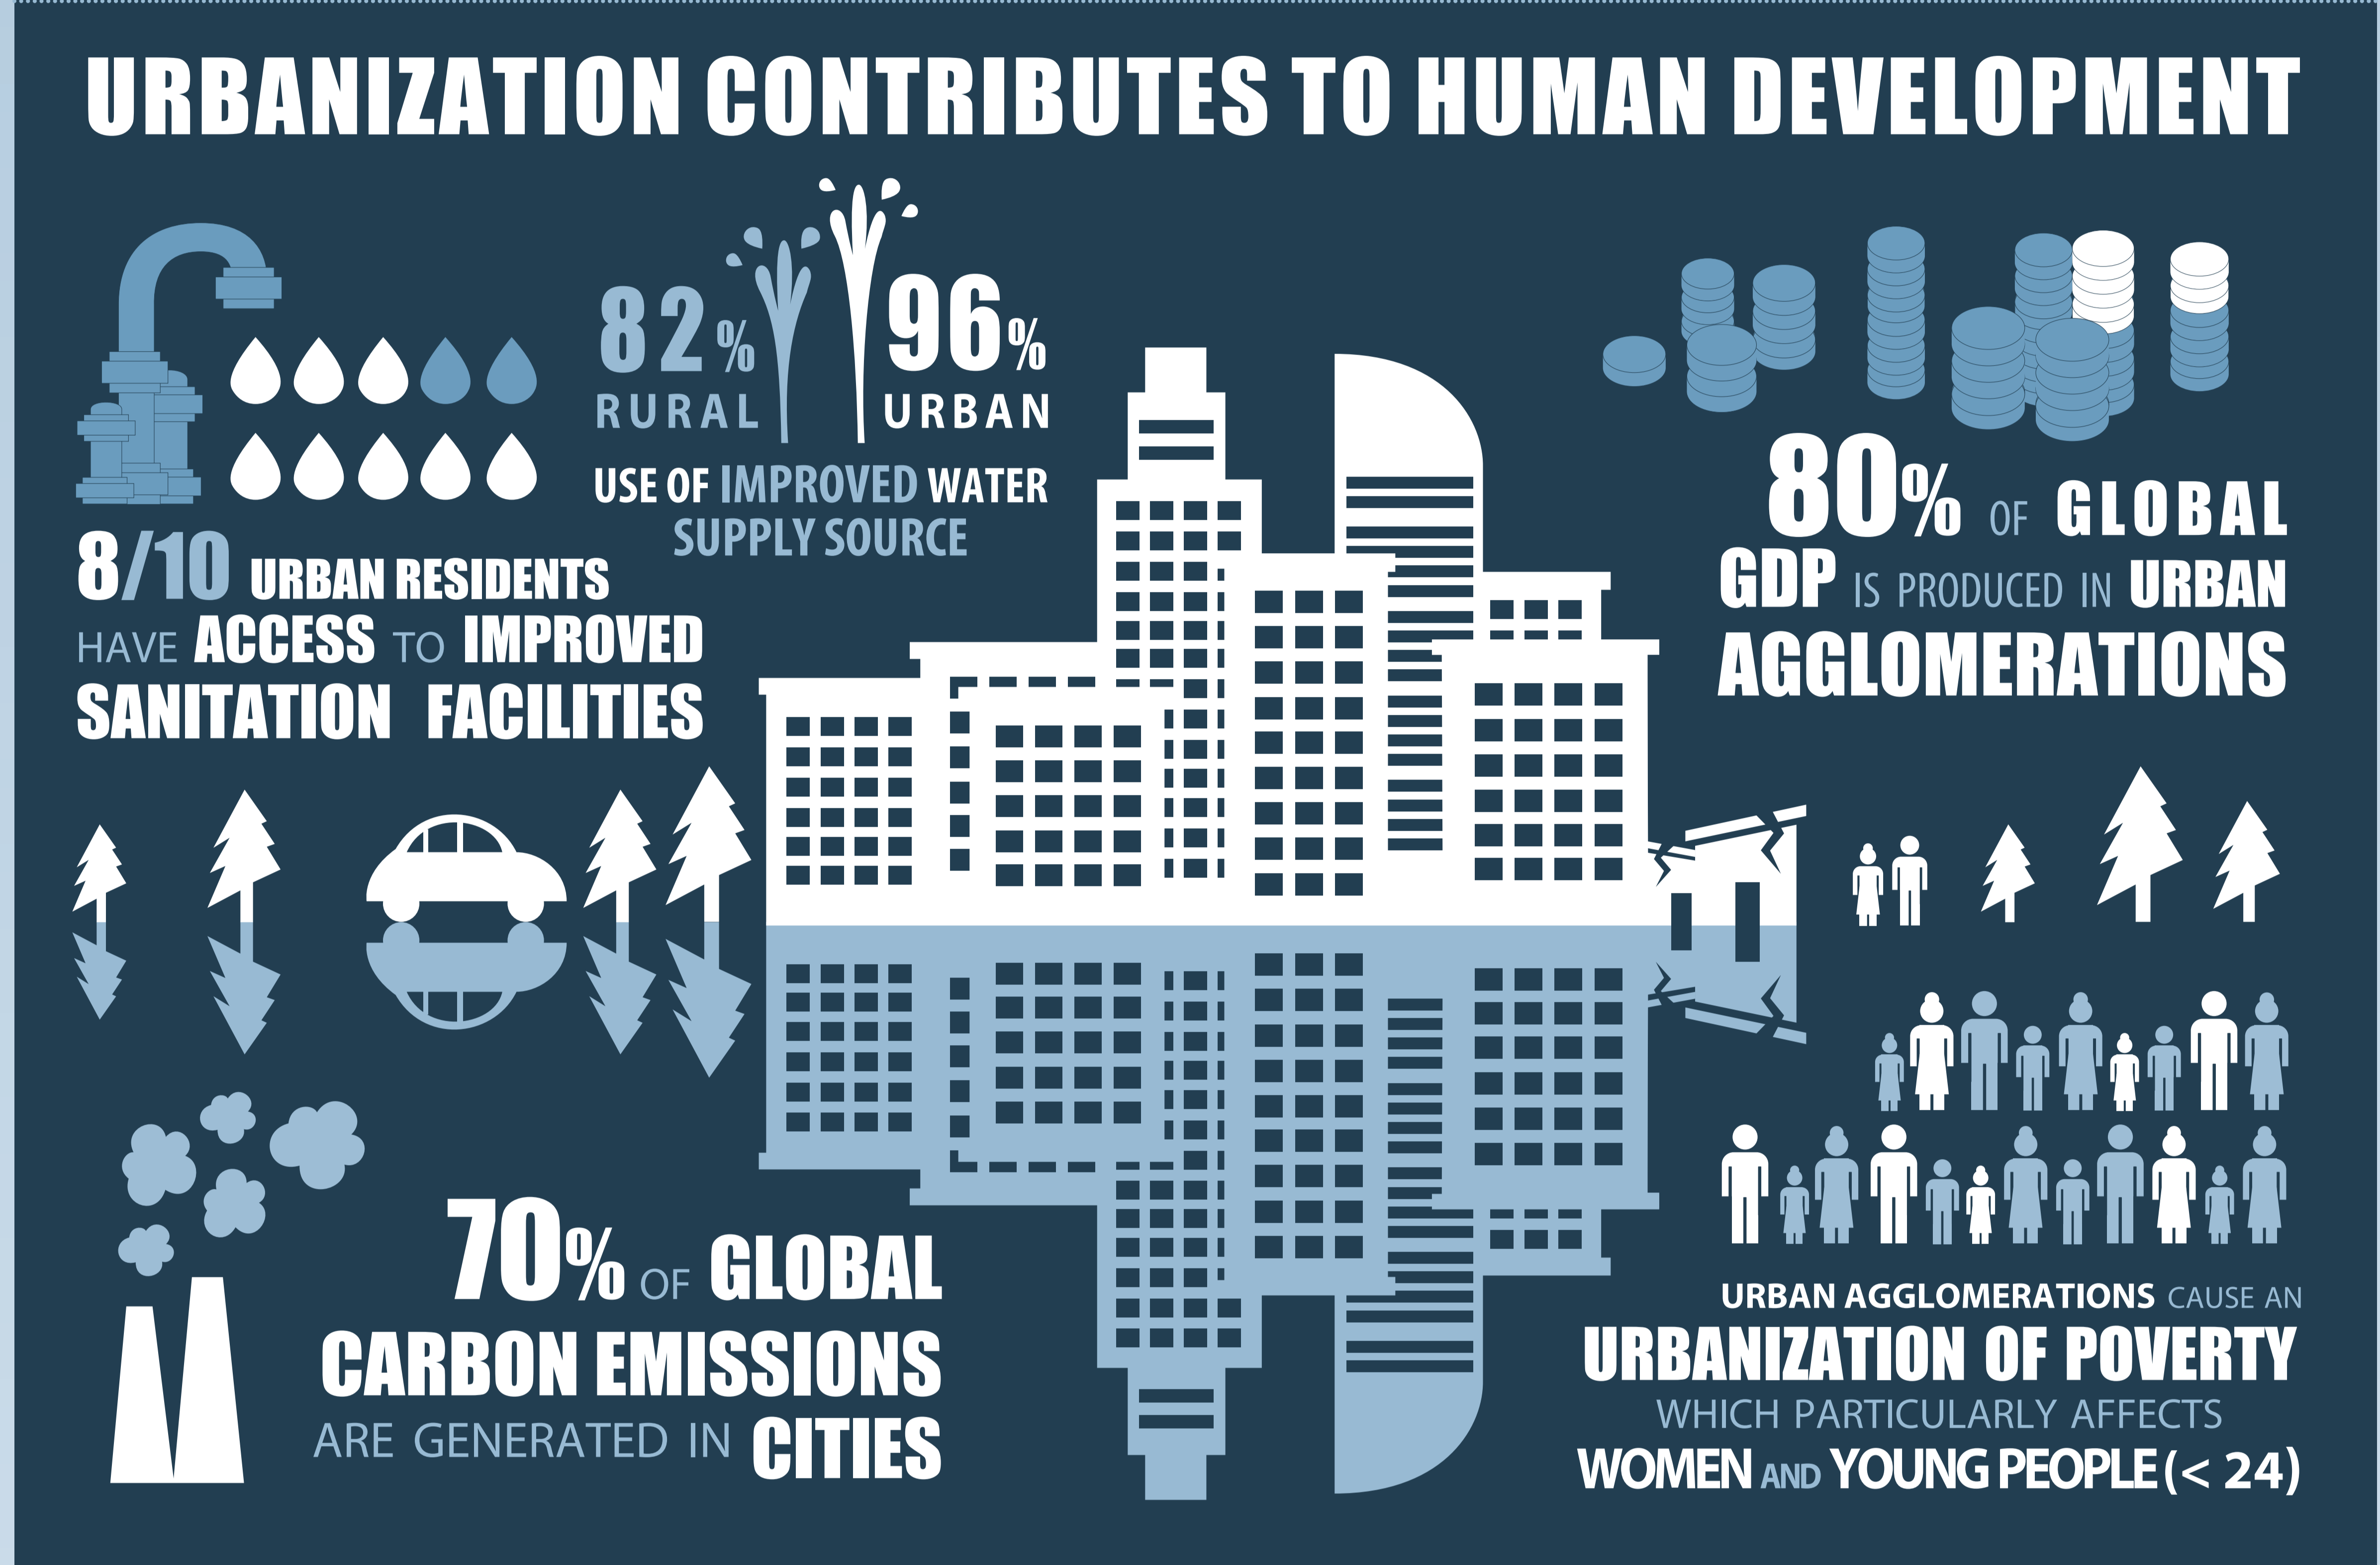 URBANIZATION CONTRIBUTES TO HUMAN DEVELOPMENT
82% 96%
RURAL URBAN
USE OF IMPROVED WATER
SUPPLY SOURCE
8/10 URBAN RESIDENTS
HAVE ACCESS TO IMPROVED
SANITATION FACILITIES
80% OF GLOBAL
GDP IS PRODUCED IN URBAN
AGGLOMERATIONS
70% OF GLOBAL
CARBON EMISSIONS
ARE GENERATED IN CITIES
URBAN AGGLOMERATIONS CAUSE AN
URBANIZATION OF POVERTY
WHICH PARTICULARLY AFFECTS
WOMEN AND YOUNG PEOPLE (< 24)